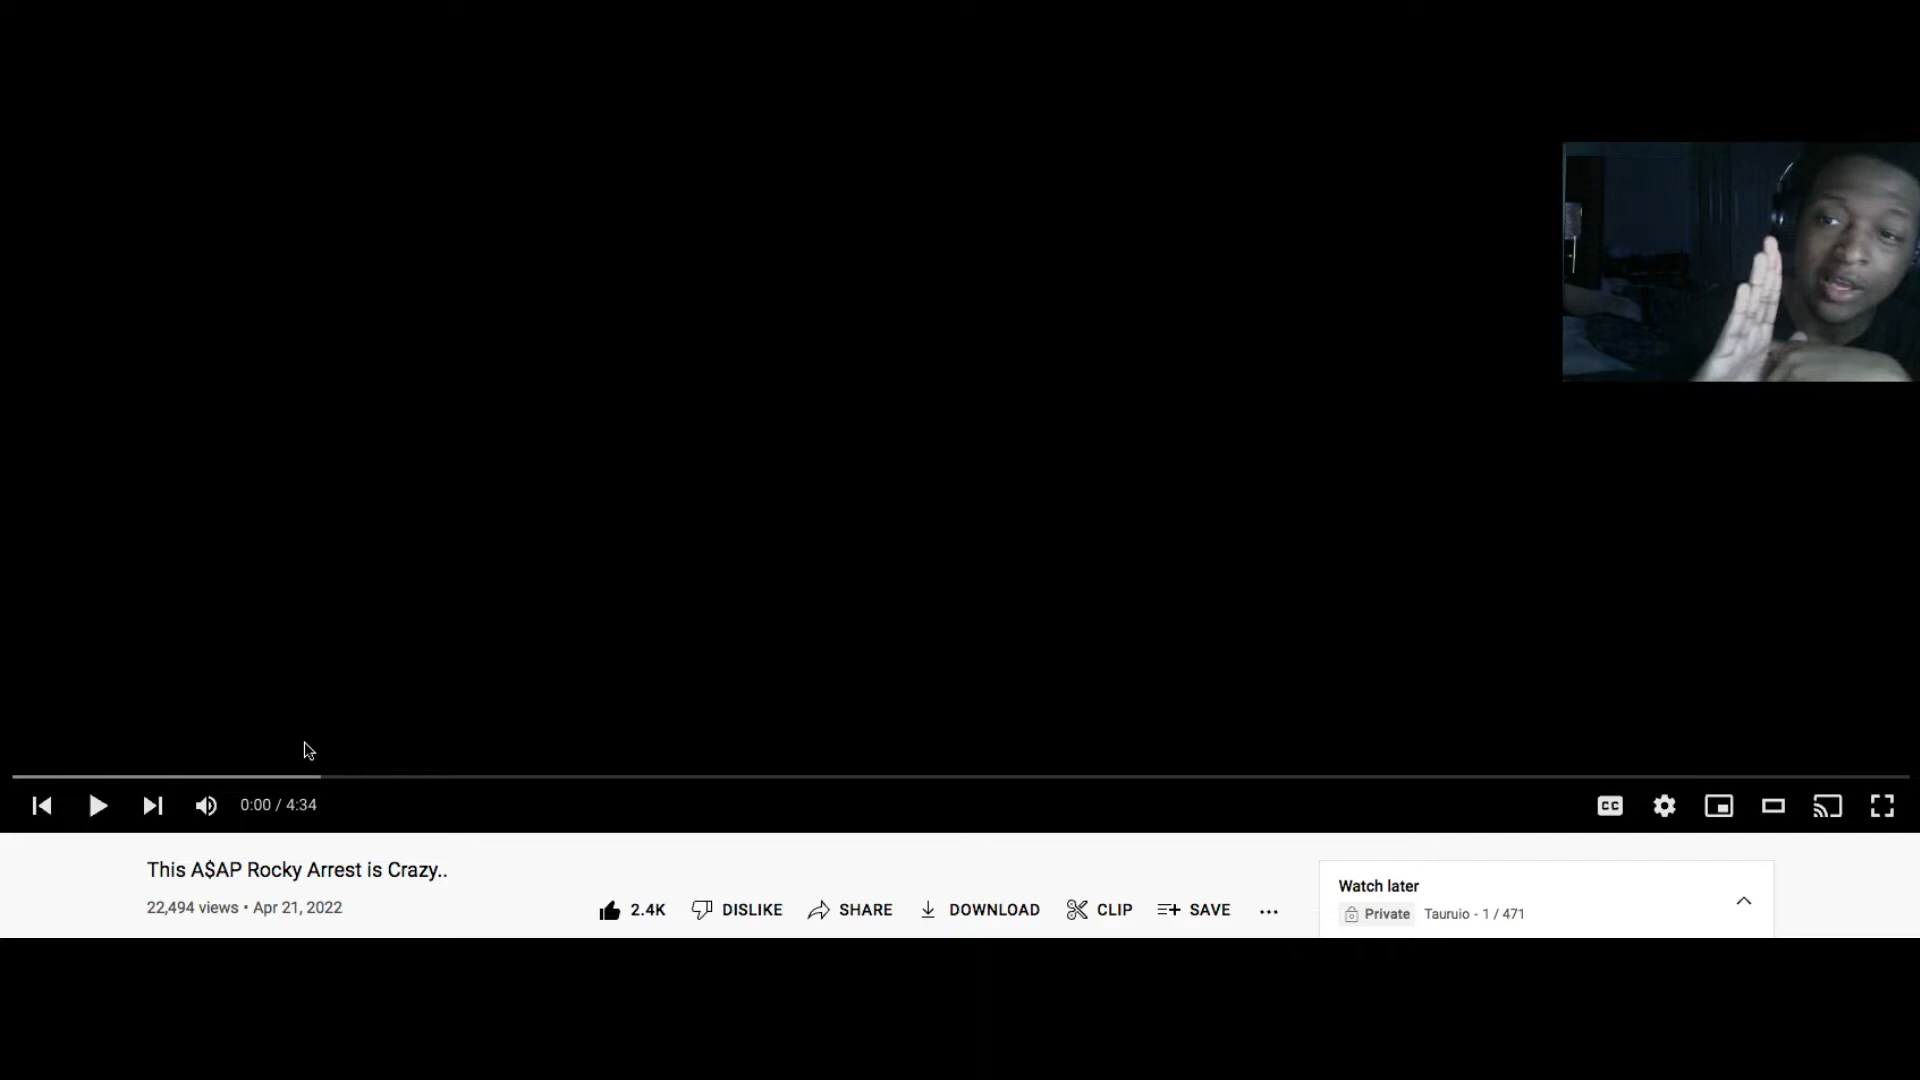 0:00 / 4:34
CC
This A$AP Rocky Arrest is Crazy..
22,494 views • Apr 21, 2022
2.4K DISLIKE SHARE DOWNLOAD CLIP SAVE ...
Watch later
Private Tauruio - 1 / 471